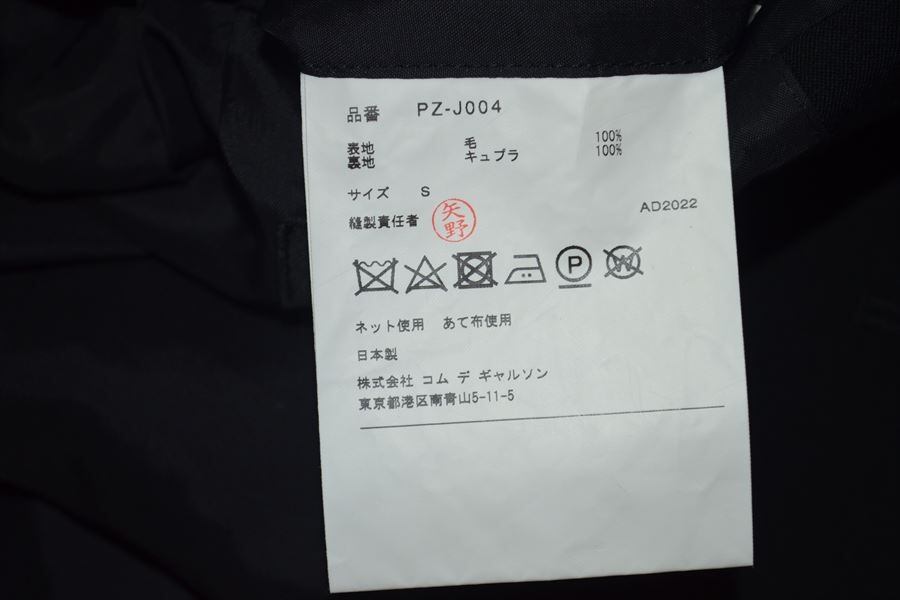 品番 PZ-J004
表地 毛 100%
裏地 キュプラ 100%
サイズ S
縫製責任者 矢野
AD2022
P W
ネット使用 あて布使用
日本製
株式会社 コム デ ギャルソン
東京都港区南青山5-11-5